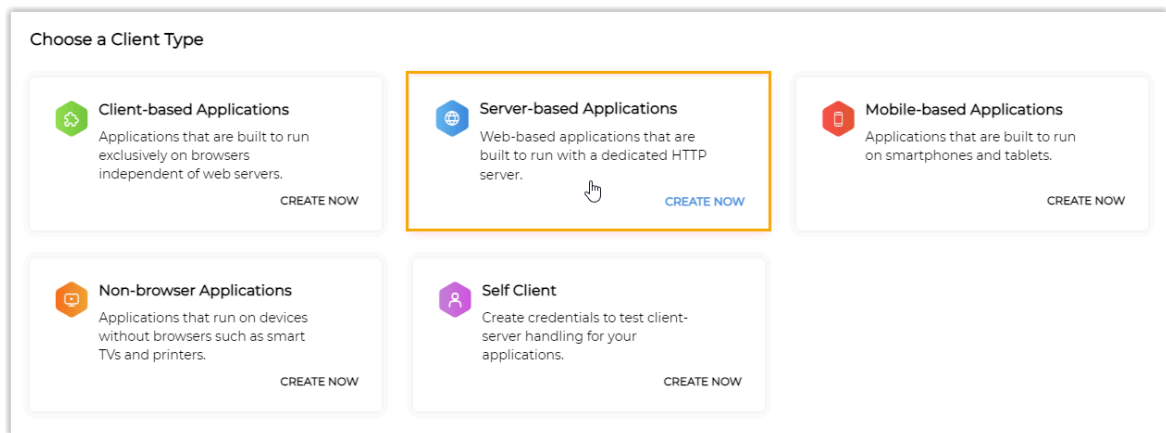 Choose a Client Type
Client-based Applications
Applications that are built to run
exclusively on browsers
independent of web servers.
CREATE NOW
Server-based Applications
Web-based applications that are
built to run with a dedicated HTTP
server.
CREATE NOW
Mobile-based Applications
Applications that are built to run
on smartphones and tablets.
CREATE NOW
Non-browser Applications
Applications that run on devices
without browsers such as smart
TVs and printers.
CREATE NOW
Self Client
Create credentials to test client-
server handling for your
applications.
CREATE NOW